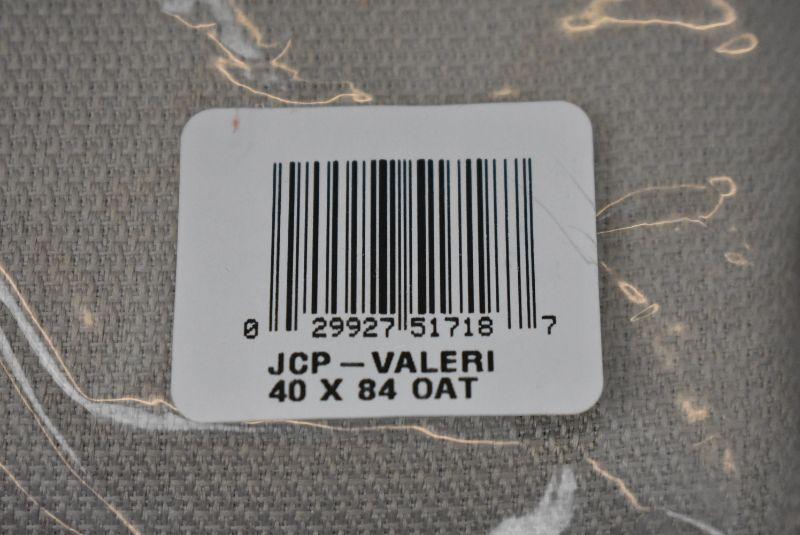 0 29927 51718 7
JCP – VALERI
40 X 84 OAT